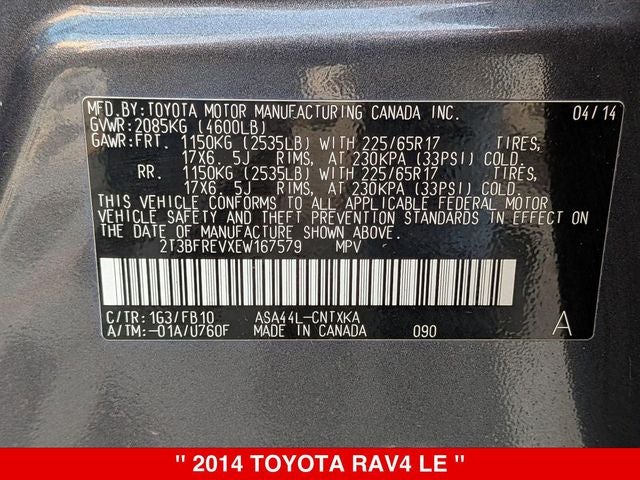 MFD.BY:TOYOTA MOTOR MANUFACTURING CANADA INC. 04/14
GVWR:2085KG (4600LB)
GAWR:FRT. 1150KG (2535LB) WITH 225/65R17 TIRES,
17X6. 5J RIMS, AT 230KPA (33PSI) COLD.
RR. 1150KG (2535LB) WITH 225/65R17 TIRES,
17X6. 5J RIMS, AT 230KPA (33PSI) COLD.
THIS VEHICLE CONFORMS TO ALL APPLICABLE FEDERAL MOTOR
VEHICLE SAFETY AND THEFT PREVENTION STANDARDS IN EFFECT ON
THE DATE OF MANUFACTURE SHOWN ABOVE.
2T3BFREVXEW167579 MPV
C/TR:1G3/FB10 ASA44L-CNTXKA
A/TM:-01A/U760F MADE IN CANADA 090 A
" 2014 TOYOTA RAV4 LE "